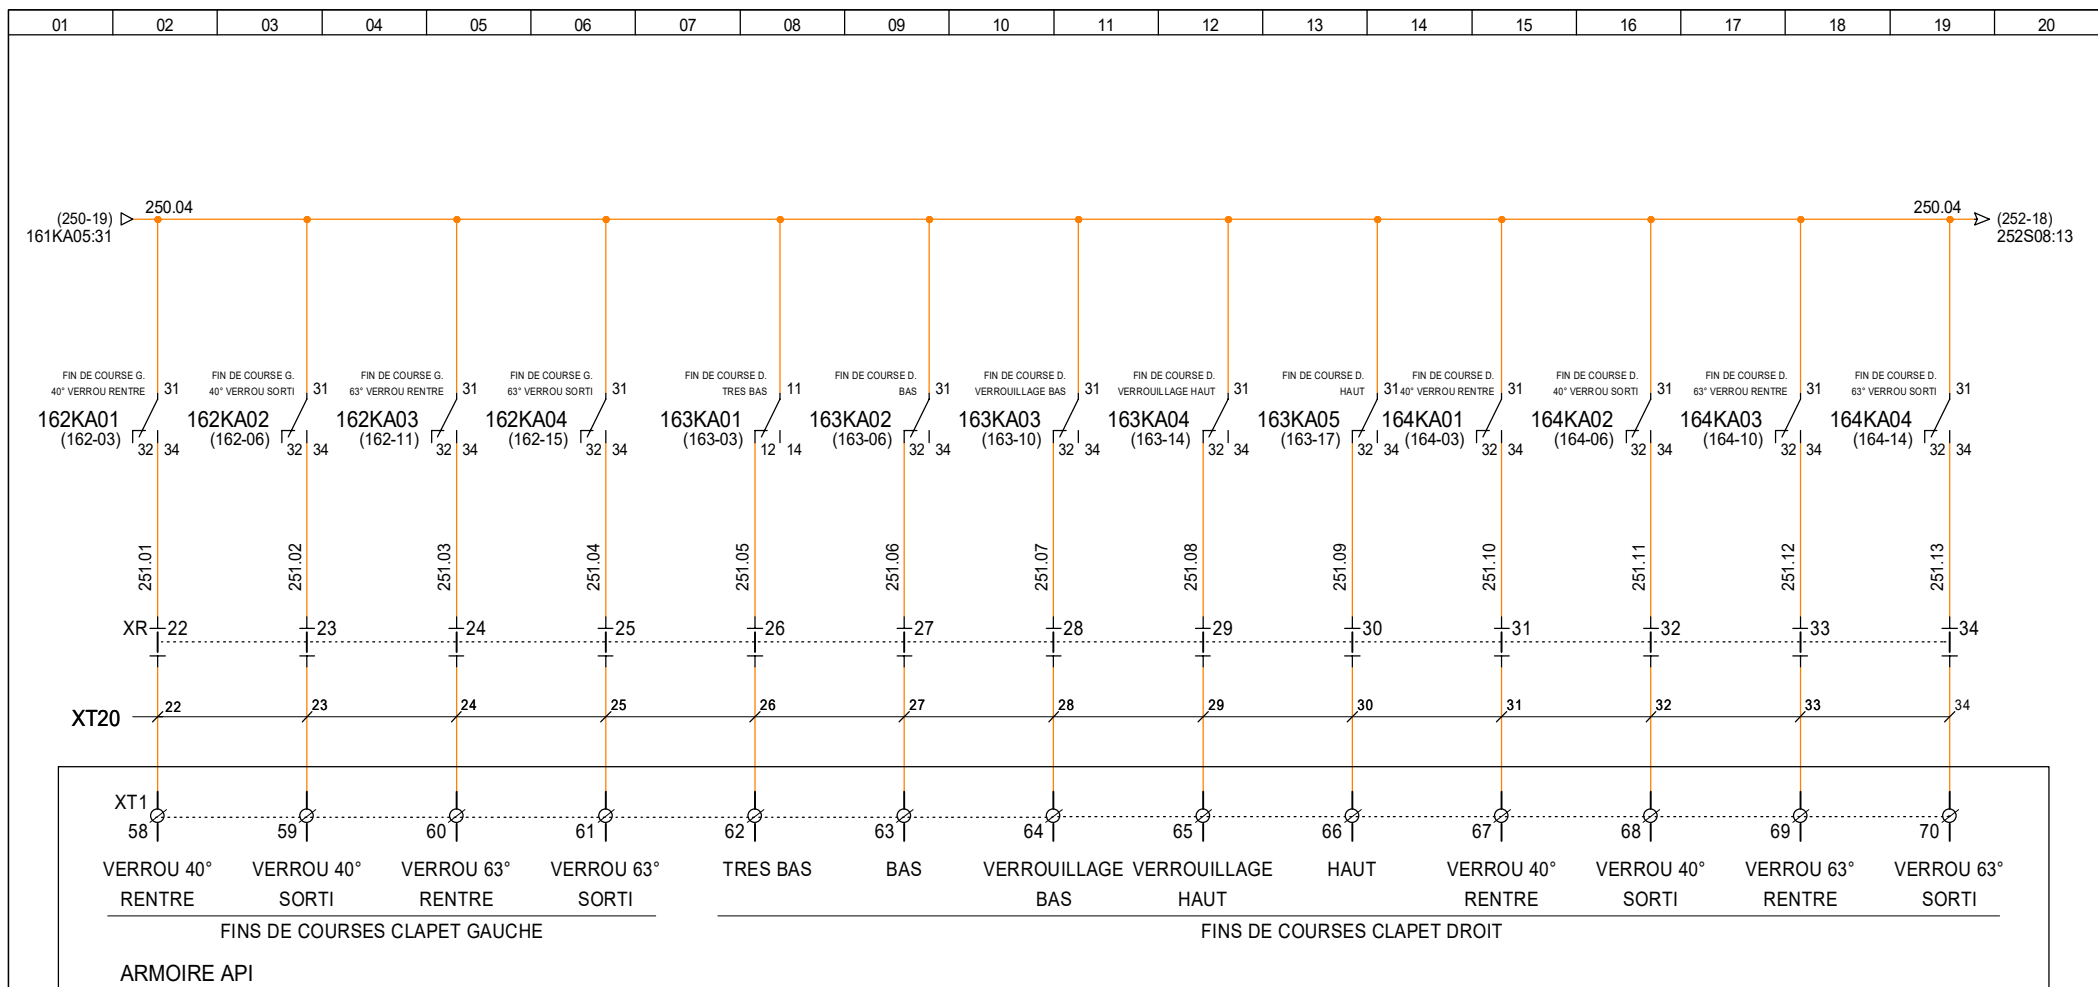 01 02 03 04 05 06 07 08 09 10 11 12 13 14 15 16 17 18 19 20
(250-19) 250.04 250.04 (252-18)
161KA05:31 252S08:13
FIN DE COURSE G. FIN DE COURSE G. FIN DE COURSE G. FIN DE COURSE G. FIN DE COURSE D. FIN DE COURSE D. FIN DE COURSE D. FIN DE COURSE D. FIN DE COURSE D. FIN DE COURSE D. FIN DE COURSE D. FIN DE COURSE D. FIN DE COURSE D.
40° VERROU RENTRE 31 40° VERROU SORTI 31 63° VERROU RENTRE 31 63° VERROU SORTI 31 TRES BAS 11 BAS 31 VERROUILLAGE BAS 31 VERROUILLAGE HAUT 31 HAUT 31 40° VERROU RENTRE 31 40° VERROU SORTI 31 63° VERROU RENTRE 31 63° VERROU SORTI 31
162KA01 162KA02 162KA03 162KA04 163KA01 163KA02 163KA03 163KA04 163KA05 164KA01 164KA02 164KA03 164KA04
(162-03) (162-06) (162-11) (162-15) (163-03) (163-06) (163-10) (163-14) (163-17) (164-03) (164-06) (164-10) (164-14)
32 34 32 34 32 34 32 34 12 14 32 34 32 34 32 34 32 34 32 34 32 34 32 34 32 34
251.01 251.02 251.03 251.04 251.05 251.06 251.07 251.08 251.09 251.10 251.11 251.12 251.13
XR 22 23 24 25 26 27 28 29 30 31 32 33 34
XT20 22 23 24 25 26 27 28 29 30 31 32 33 34
XT1
58 59 60 61 62 63 64 65 66 67 68 69 70
VERROU 40° VERROU 40° VERROU 63° VERROU 63° TRES BAS BAS VERROUILLAGE VERROUILLAGE HAUT VERROU 40° VERROU 40° VERROU 63° VERROU 63°
RENTRE SORTI RENTRE SORTI BAS HAUT RENTRE SORTI RENTRE SORTI
FINS DE COURSES CLAPET GAUCHE FINS DE COURSES CLAPET DROIT
ARMOIRE API